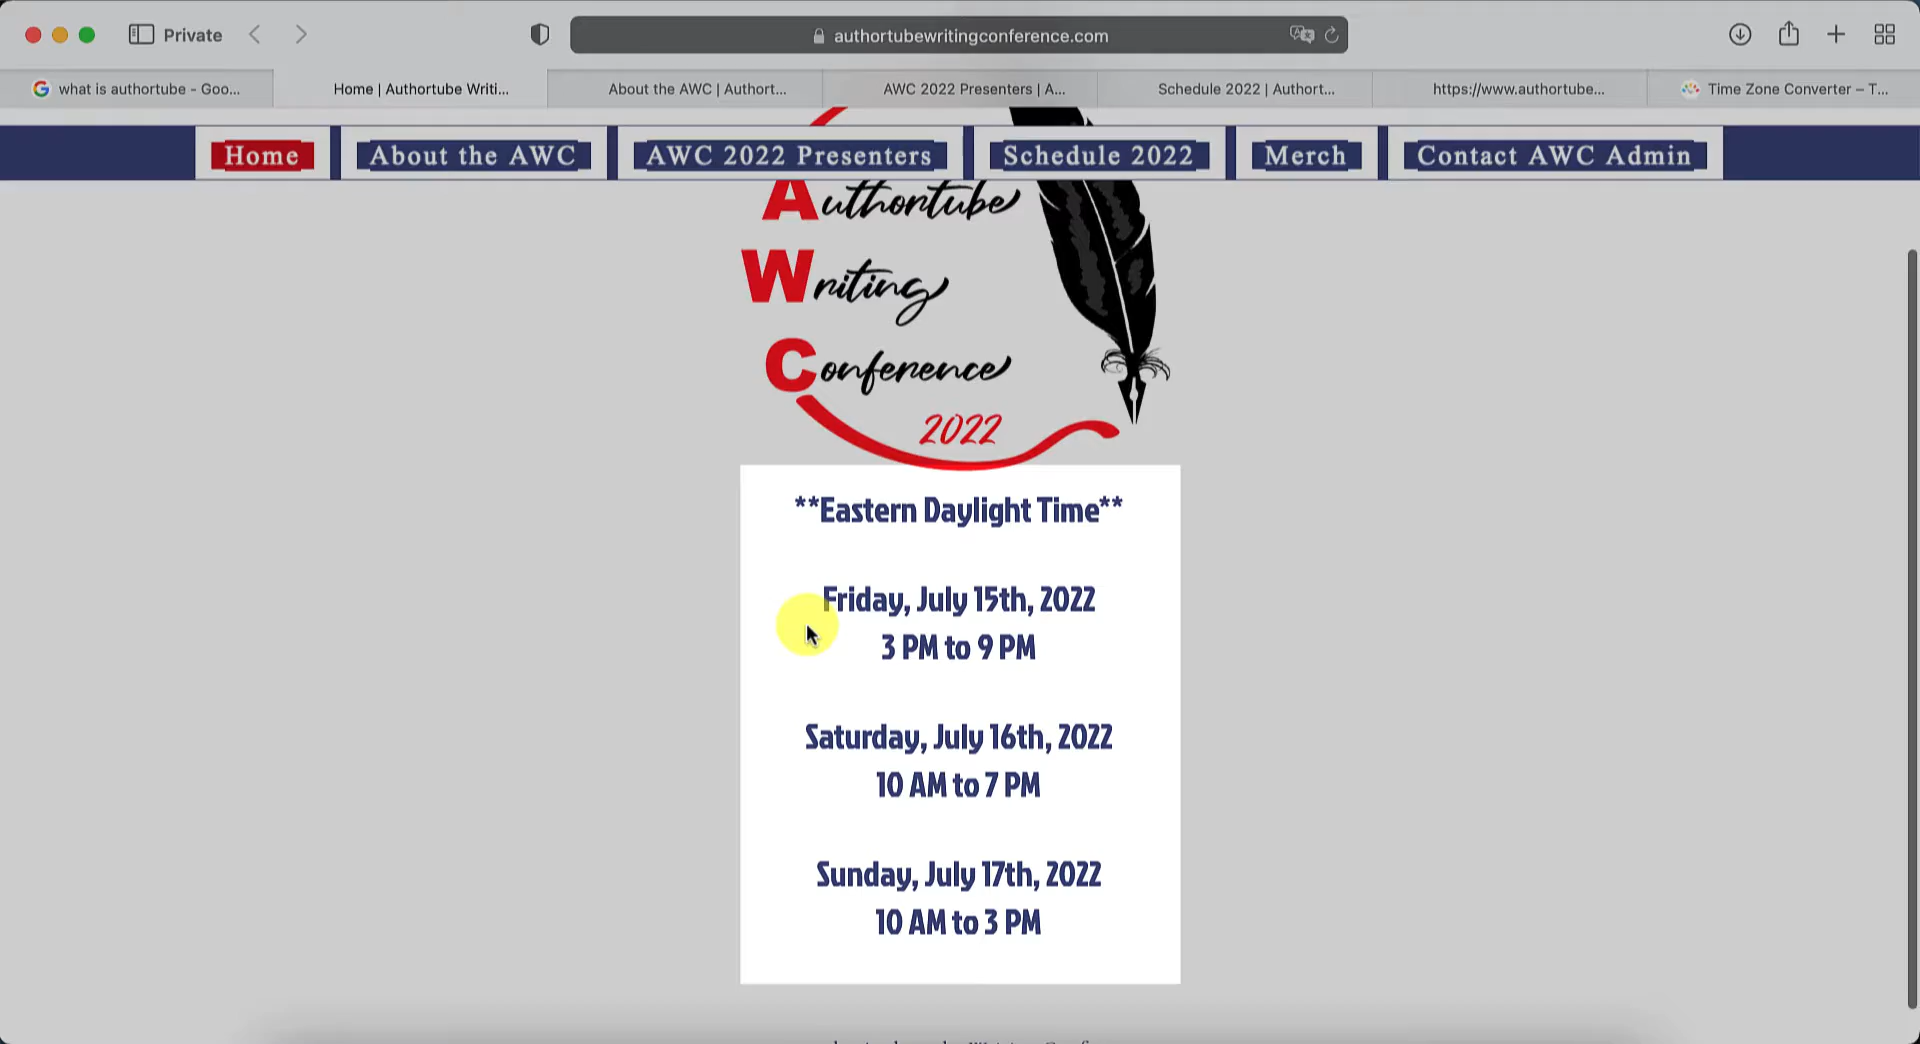 Private
authortubewritingconference.com
what is authortube - Goo...
Home | Authortube Writi...
About the AWC | Authort...
AWC 2022 Presenters | A...
Schedule 2022 | Authort...
https://www.authortube...
Time Zone Converter – T...
Home
About the AWC
AWC 2022 Presenters
Schedule 2022
Merch
Contact AWC Admin
Authortube
Writing
Conference
2022
**Eastern Daylight Time**
Friday, July 15th, 2022
3 PM to 9 PM
Saturday, July 16th, 2022
10 AM to 7 PM
Sunday, July 17th, 2022
10 AM to 3 PM